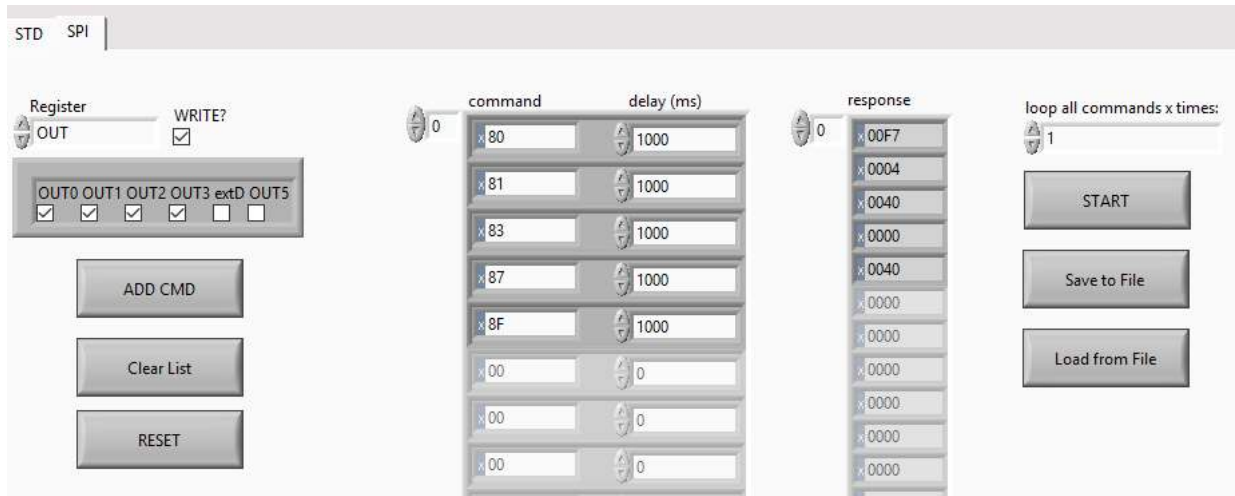 STD SPI
Register
WRITE?
OUT
OUT0 OUT1 OUT2 OUT3 extD OUT5
ADD CMD
Clear List
RESET
command delay (ms)
0
x 80 1000
x 81 1000
x 83 1000
x 87 1000
x 8F 1000
x 00 0
x 00 0
x 00 0
response
0
x 00F7
x 0004
x 0040
x 0000
x 0040
x 0000
x 0000
x 0000
x 0000
x 0000
x 0000
loop all commands x times:
1
START
Save to File
Load from File